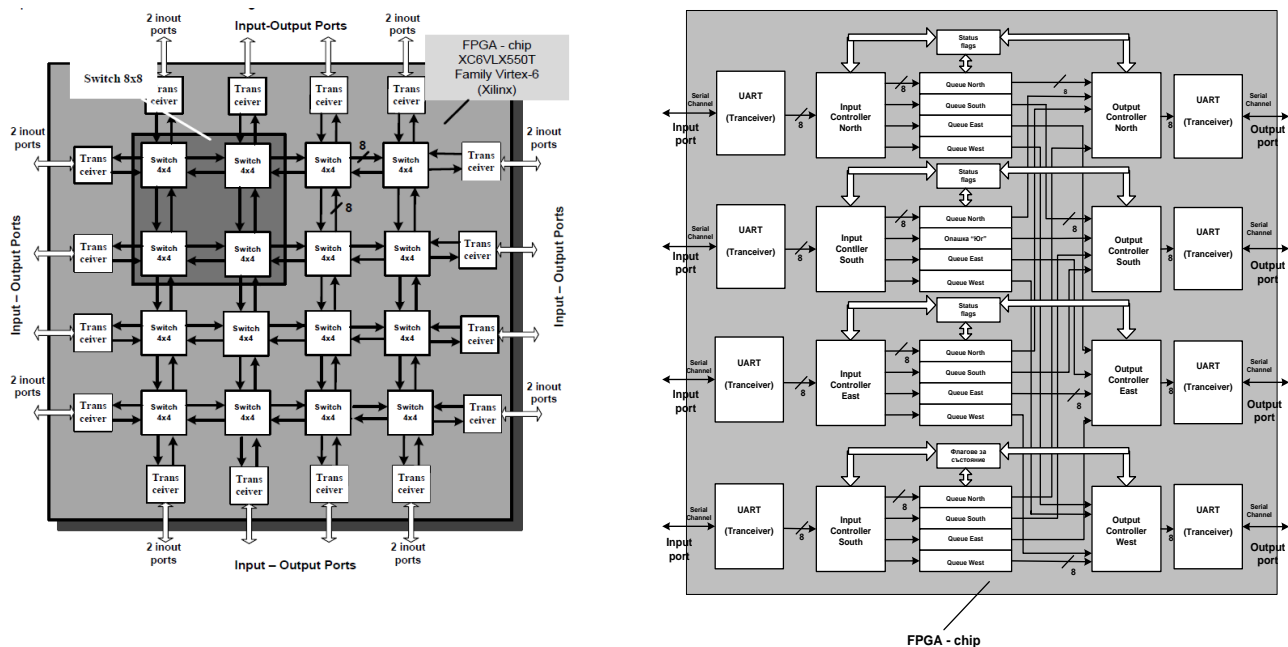 2 inout
ports
Input-Output Ports
2 inout
ports
FPGA - chip
XC6VLX550T
Family Virtex-6
(Xilinx)
Switch 8x8
Trans
ceiver
Trans
ceiver
Trans
ceiver
Trans
ceiver
2 inout
ports
Trans
ceiver
Switch
4x4
Switch
4x4
Switch
4x4
8
Switch
4x4
Trans
ceiver
2 inout
ports
8
Trans
ceiver
Switch
4x4
Switch
4x4
Switch
4x4
Switch
4x4
Trans
ceiver
Input – Output Ports
Input – Output Ports
Trans
ceiver
Switch
4x4
Switch
4x4
Switch
4x4
Switch
4x4
Trans
ceiver
2 inout
ports
Trans
ceiver
Switch
4x4
Switch
4x4
Switch
4x4
Switch
4x4
Trans
ceiver
2 inout
ports
Trans
ceiver
Trans
ceiver
Trans
ceiver
Trans
ceiver
2 inout
ports
2 inout
ports
Input – Output Ports
Status
flags
Serial
Channel
Input
port
UART
(Tranceiver)
8
Input
Controller
North
8
Queue North
Queue South
Queue East
Queue West
8
Output
Controller
North
8
UART
(Tranceiver)
Serial
Channel
Output
port
Status
flags
Serial
Channel
Input
port
UART
(Tranceiver)
8
Input
Contller
South
8
Queue North
Опашка “Юг”
Queue East
Queue West
8
Output
Controller
South
8
UART
(Tranceiver)
Serial
Channel
Output
port
Status
flags
Serial
Channel
Input
port
UART
(Tranceiver)
8
Input
Controller
East
8
Queue North
Queue South
Queue East
Queue West
8
Output
Controller
East
8
UART
(Tranceiver)
Serial
Channel
Output
port
Флагове за
състояние
Serial
Channel
Input
port
UART
(Tranceiver)
8
Input
Controller
South
8
Queue North
Queue South
Queue East
Queue West
8
Output
Controller
West
8
UART
(Tranceiver)
Serial
Channel
Output
port
FPGA - chip